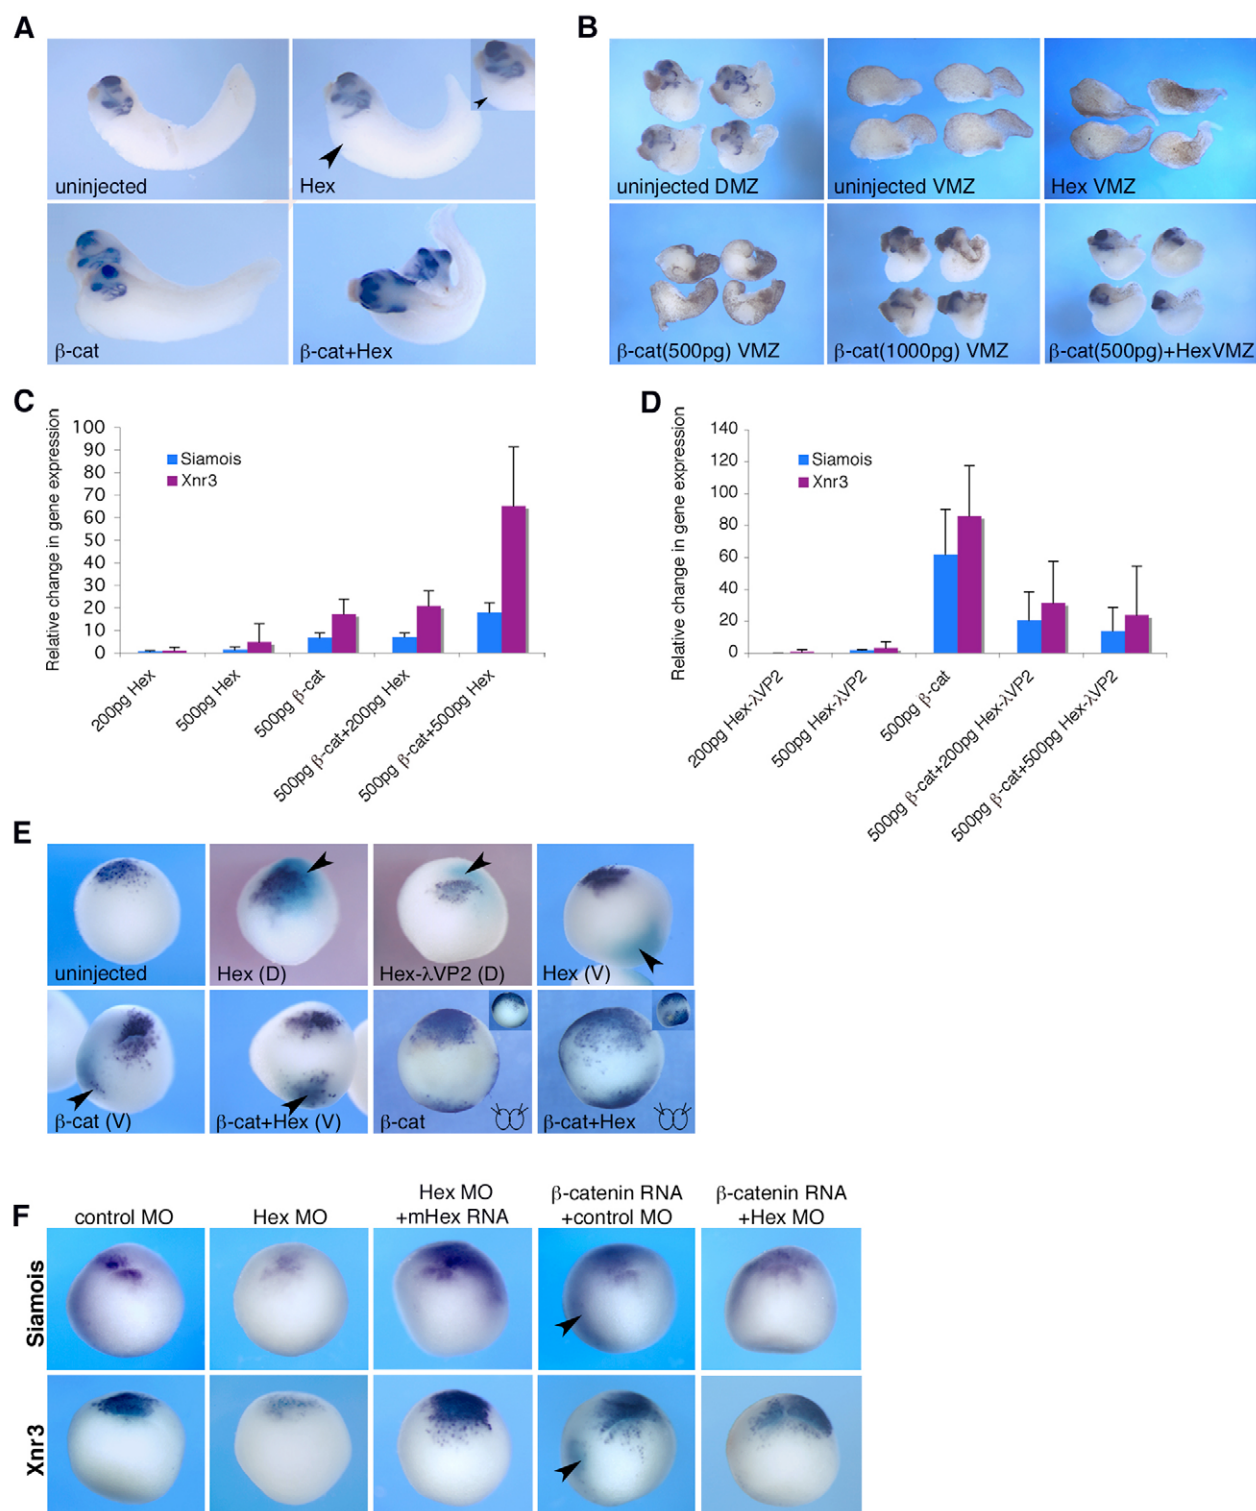 A
uninjected
Hex
β-cat
β-cat+Hex
B
uninjected DMZ
uninjected VMZ
Hex VMZ
β-cat(500pg) VMZ
β-cat(1000pg) VMZ
β-cat(500pg)+HexVMZ
C
Relative change in gene expression
100
90
80
70
60
50
40
30
20
10
0
Siamois
Xnr3
200pg Hex
500pg Hex
500pg β-cat
500pg β-cat+200pg Hex
500pg β-cat+500pg Hex
D
Relative change in gene expression
140
120
100
80
60
40
20
0
Siamois
Xnr3
200pg Hex-λVP2
500pg Hex-λVP2
500pg β-cat
500pg β-cat+200pg Hex-λVP2
500pg β-cat+500pg Hex-λVP2
E
uninjected
Hex (D)
Hex-λVP2 (D)
Hex (V)
β-cat (V)
β-cat+Hex (V)
β-cat
β-cat+Hex
F
control MO
Hex MO
Hex MO
+mHex RNA
β-catenin RNA
+control MO
β-catenin RNA
+Hex MO
Siamois
Xnr3